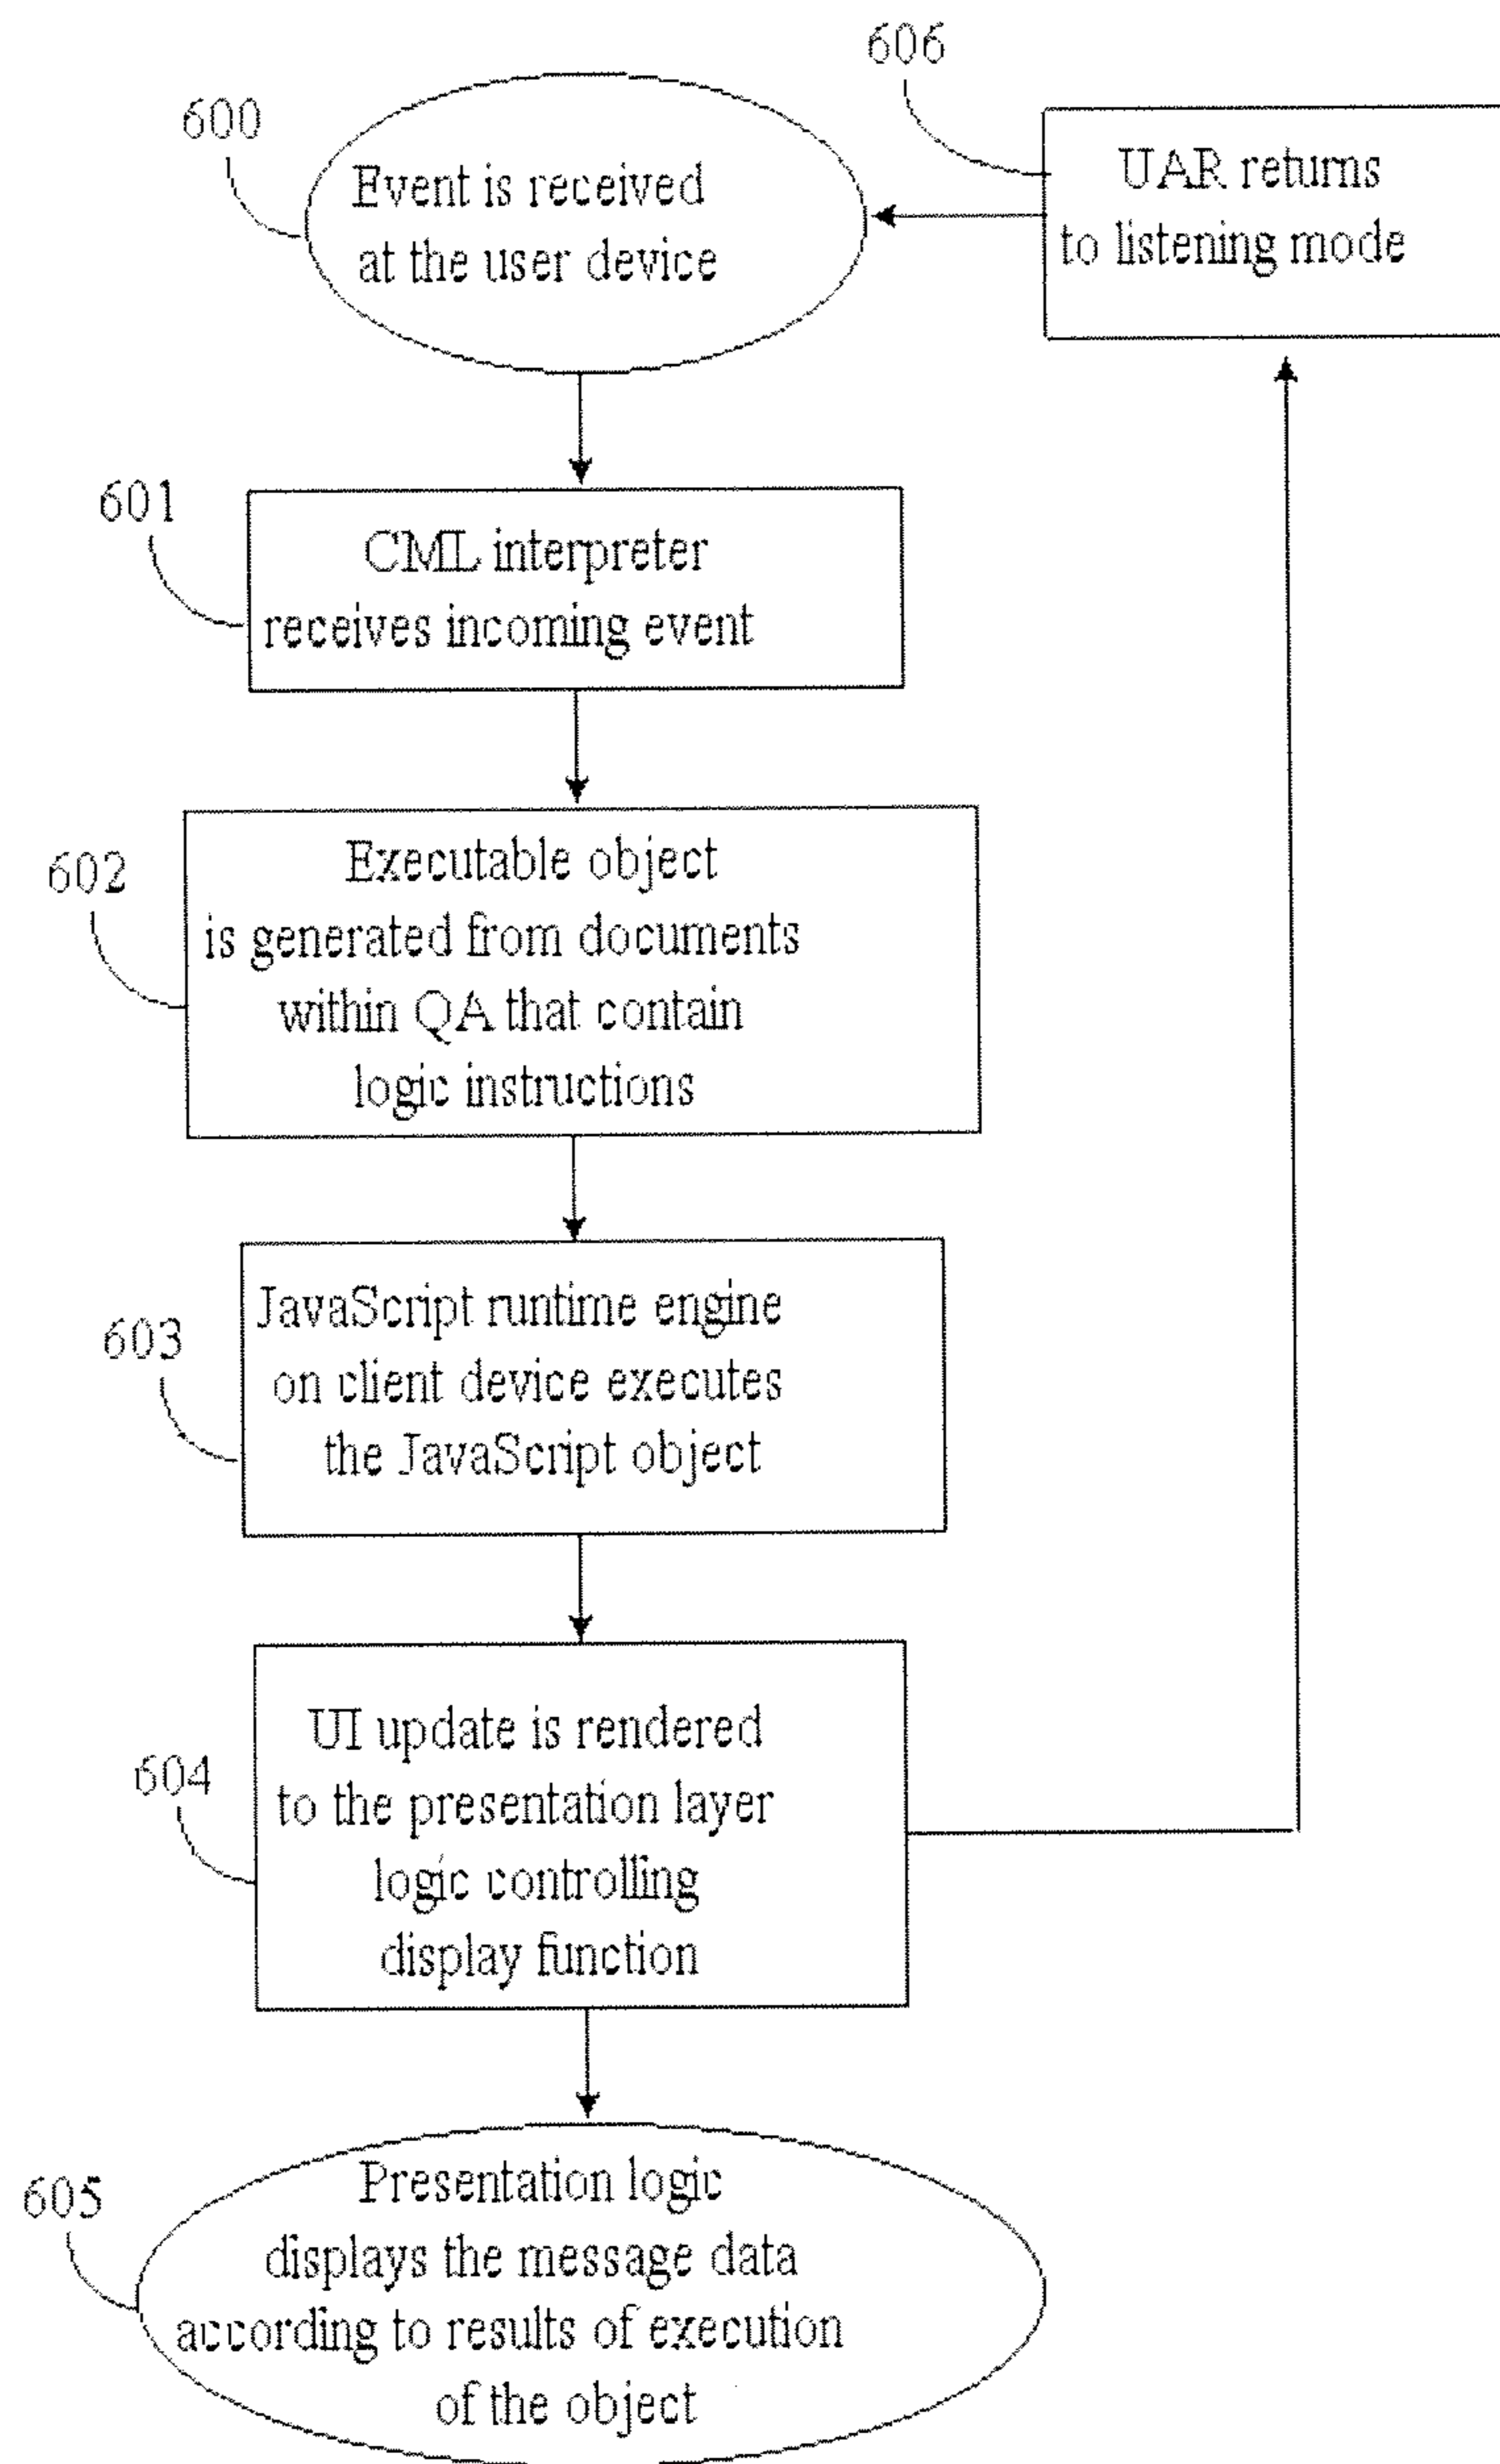 606
600
Event is received
at the user device
UAR returns
to listening mode
601
CML interpreter
receives incoming event
602
Executable object
is generated from documents
within QA that contain
logic instructions
603
JavaScript runtime engine
on client device executes
the JavaScript object
604
UI update is rendered
to the presentation layer
logic controlling
display function
605
Presentation logic
displays the message data
according to results of execution
of the object